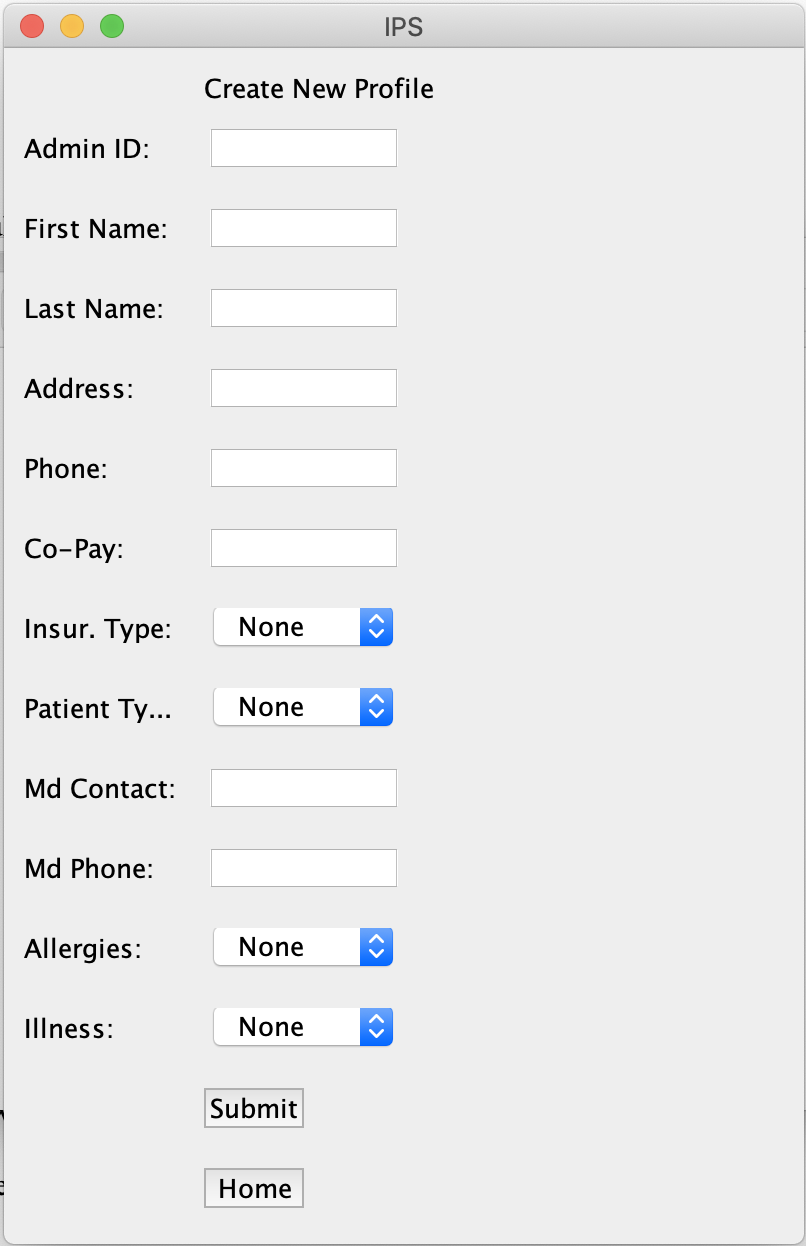 IPS
Create New Profile
Admin ID:
First Name:
Last Name:
Address:
Phone:
Co-Pay:
Insur. Type: None
Patient Ty... None
Md Contact:
Md Phone:
Allergies: None
Illness: None
Submit
Home